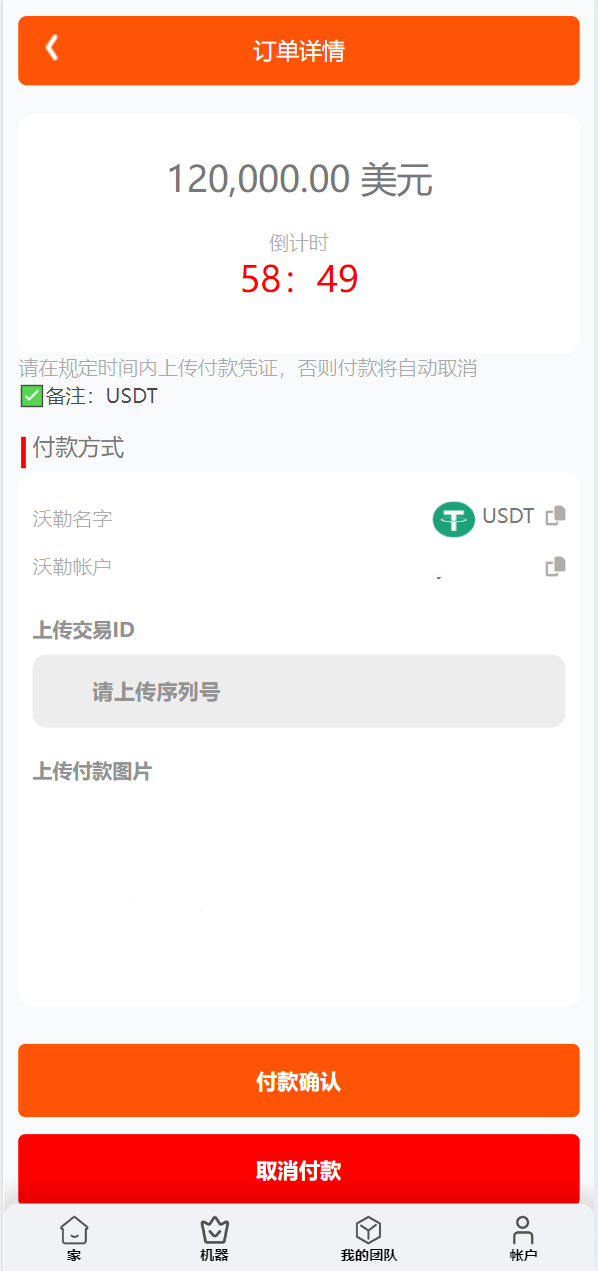 订单详情
120,000.00 美元
倒计时
58：49
请在规定时间内上传付款凭证，否则付款将自动取消
✅备注：USDT
付款方式
沃勒名字 USDT
沃勒帐户
上传交易ID
请上传序列号
上传付款图片
付款确认
取消付款
家 机器 我的团队 帐户